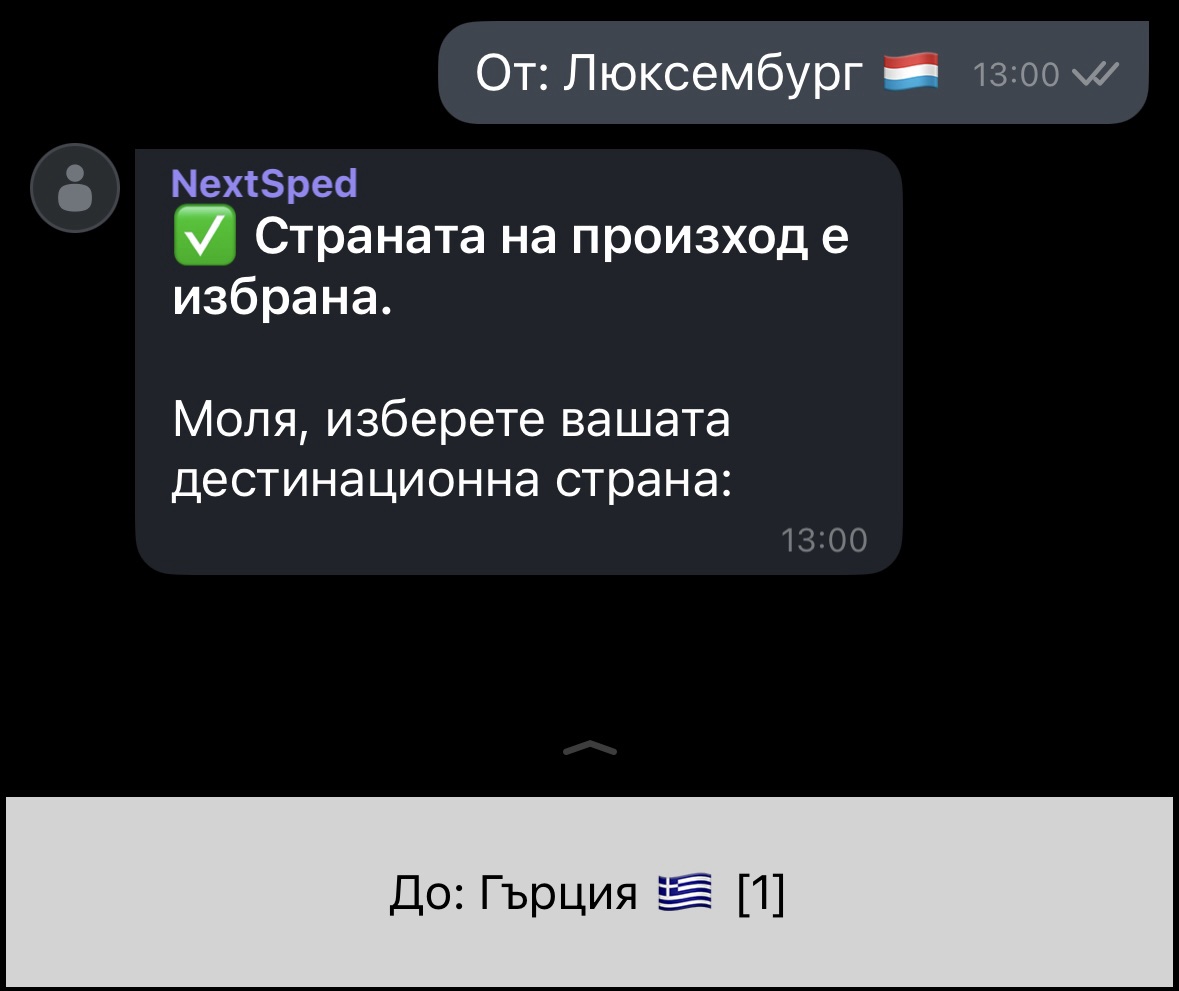 От: Люксембург 🇱🇺 13:00
NextSped
✅ Страната на произход е
избрана.
Моля, изберете вашата
дестинационна страна:
13:00
До: Гърция 🇬🇷 [1]